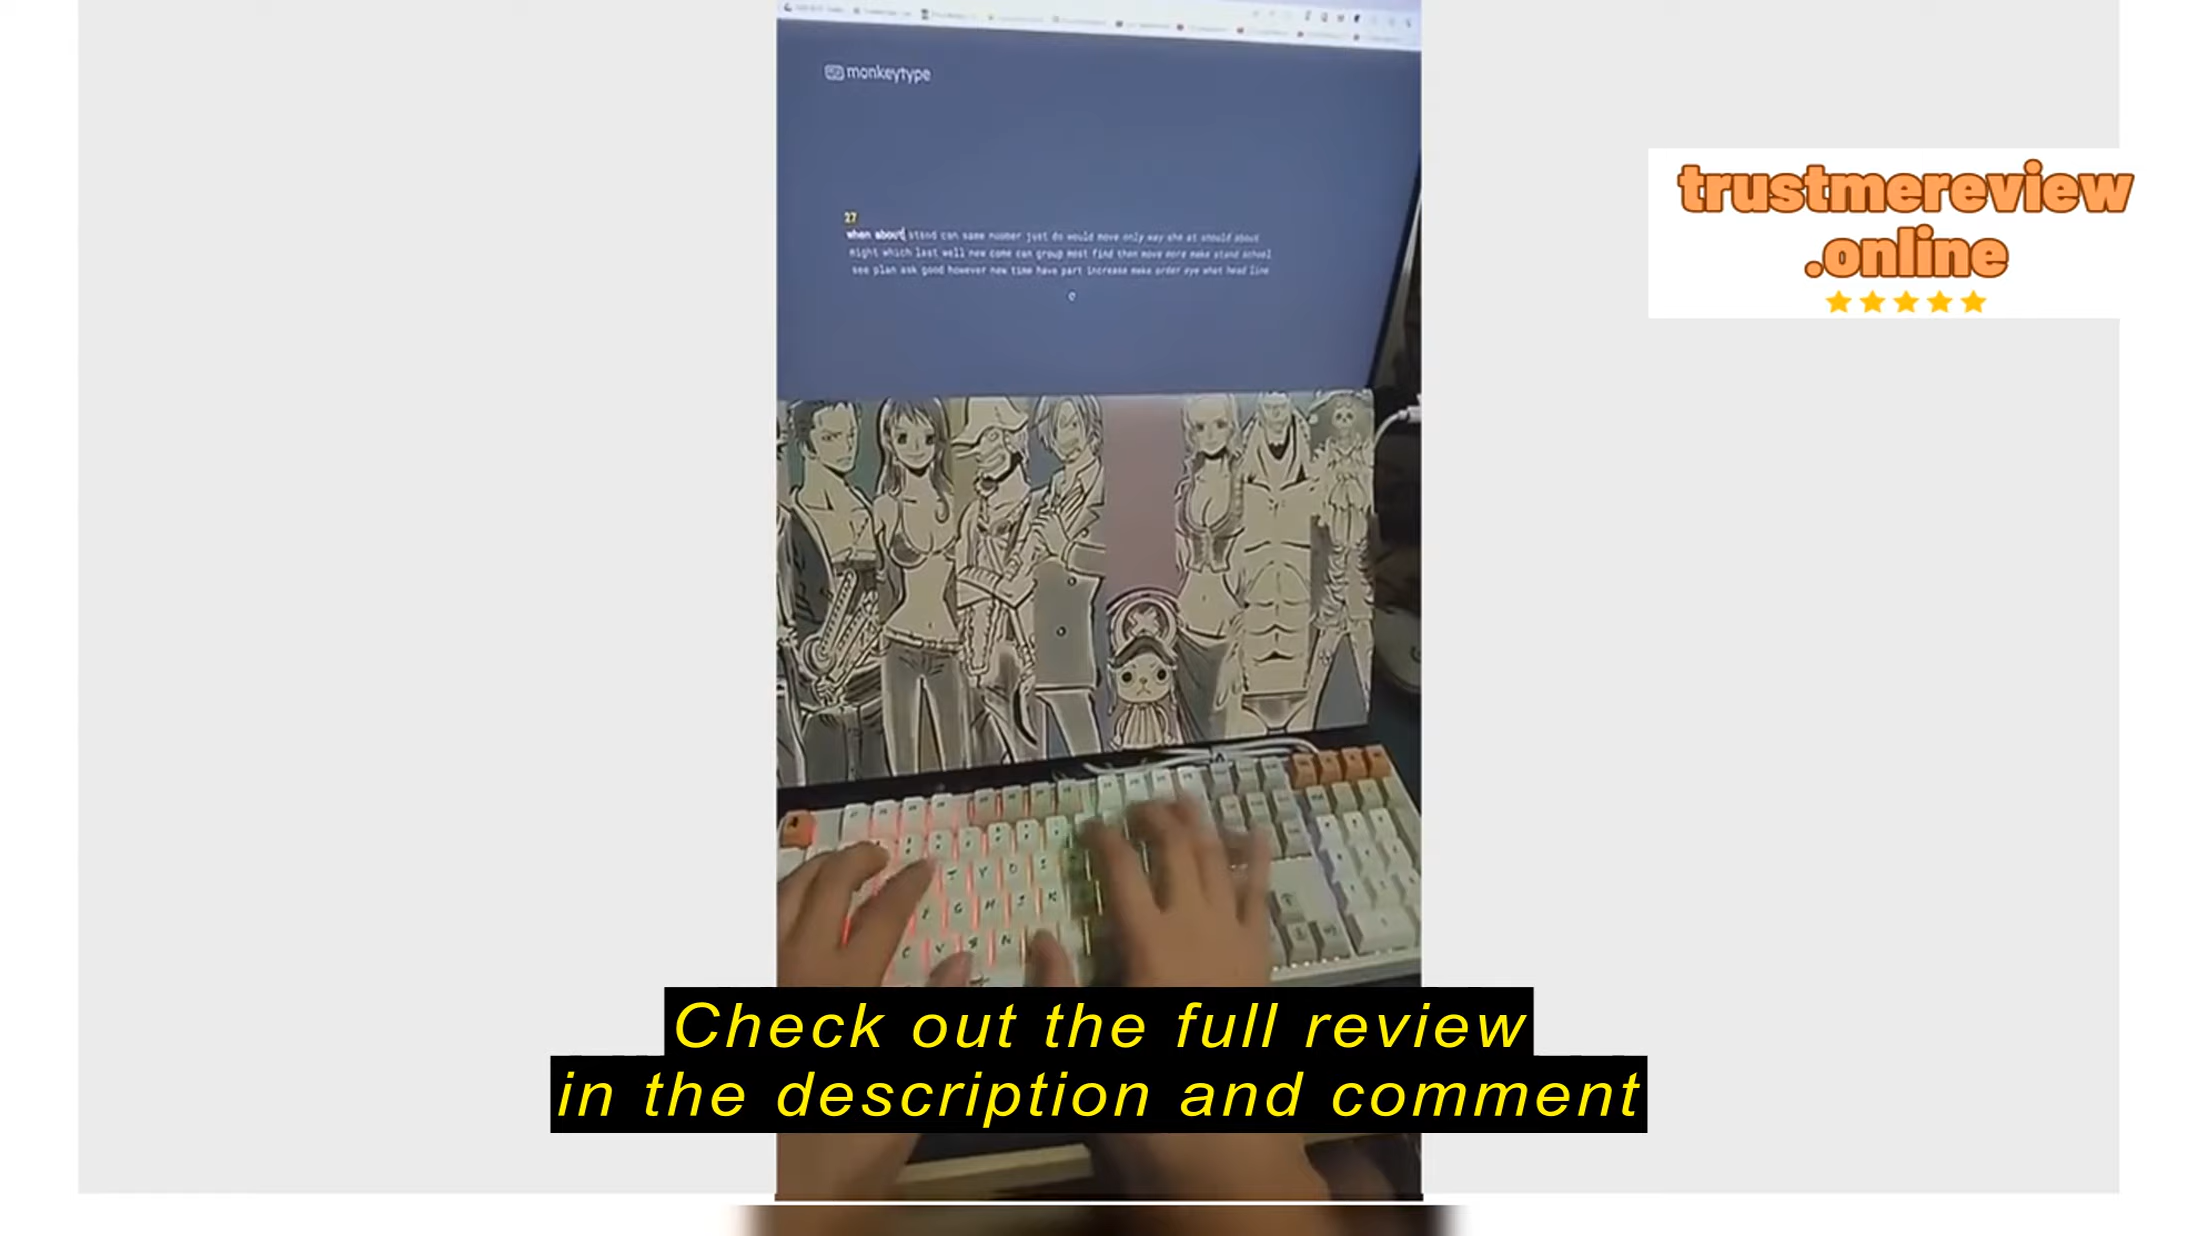 monkeytype
27
when about stand can same number just do would move only way she at should about
might which last well new come can group most find then move more make stand school
see plan ask good however new time have part increase make order eye what head line
trustmereview
.online
Check out the full review
in the description and comment